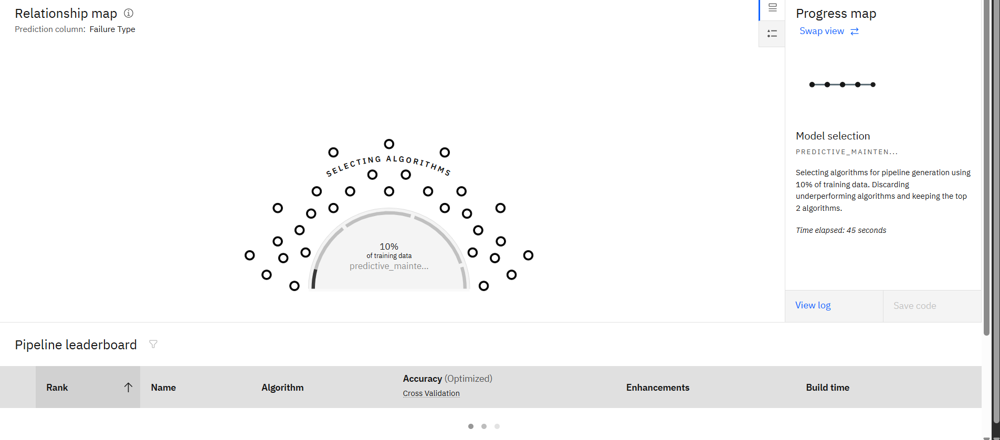 Relationship map
Prediction column: Failure Type
SELECTING ALGORITHMS
10%
of training data
predictive_mainte...
Progress map
Swap view
Model selection
PREDICTIVE_MAINTEN...
Selecting algorithms for pipeline generation using
10% of training data. Discarding
underperforming algorithms and keeping the top
2 algorithms.
Time elapsed: 45 seconds
View log
Save code
Pipeline leaderboard
Rank
Name
Algorithm
Accuracy (Optimized)
Cross Validation
Enhancements
Build time